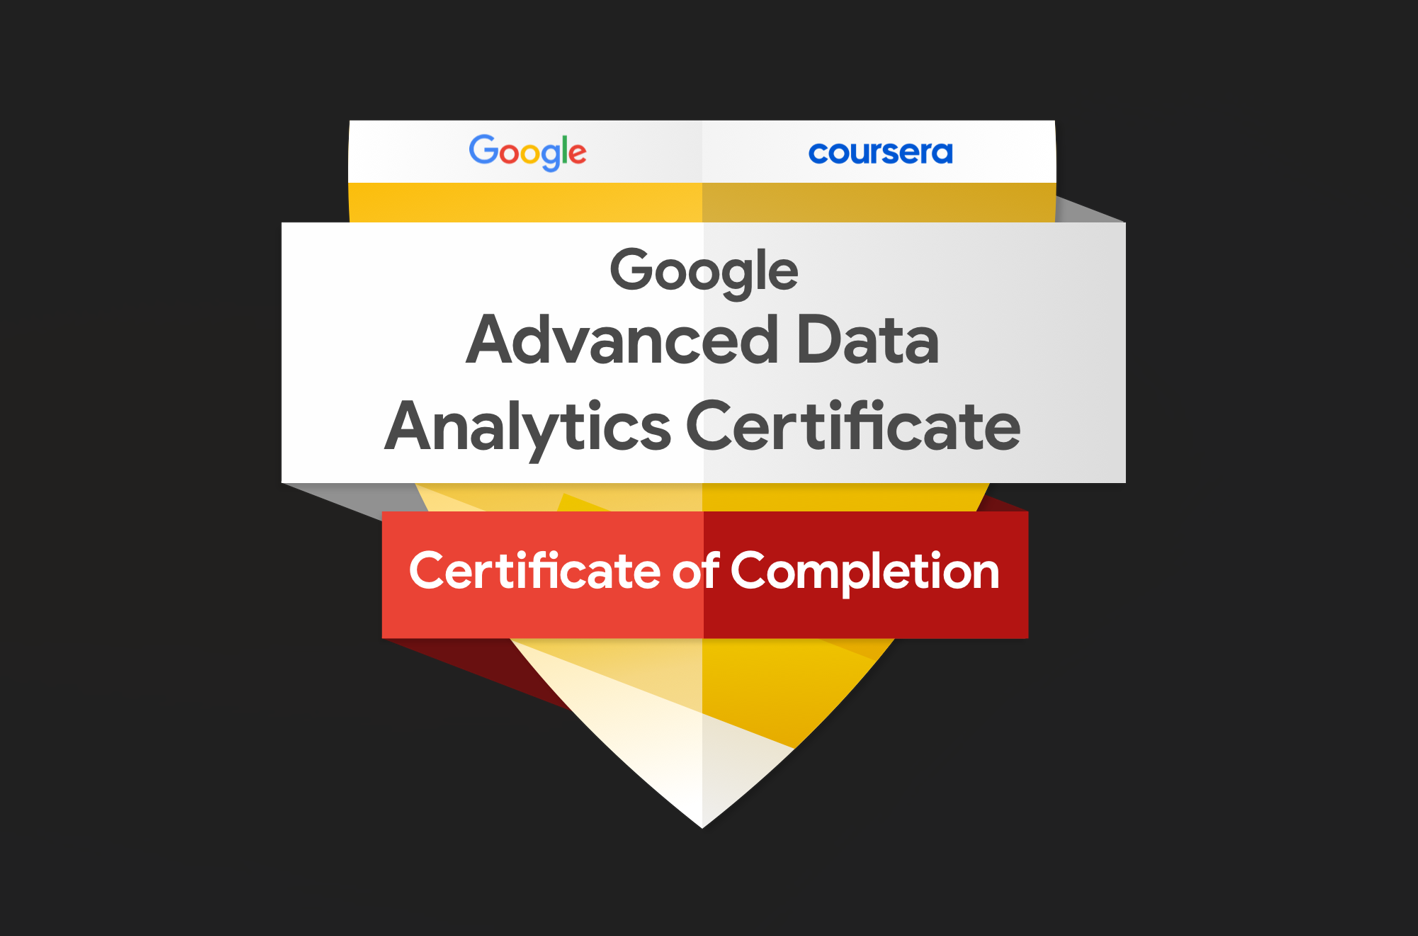 Google
coursera
Google
Advanced Data
Analytics Certificate
Certificate of Completion